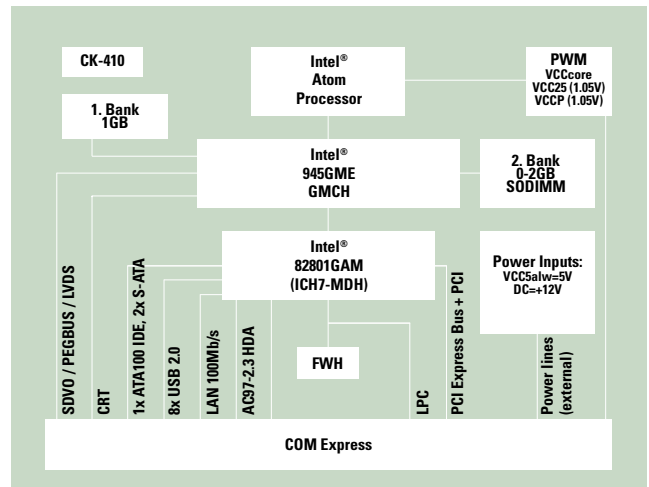 CK-410
Intel®
Atom
Processor
PWM
VCCcore
VCC25 (1.05V)
VCCP (1.05V)
1. Bank
1GB
Intel®
945GME
GMCH
2. Bank
0-2GB
SODIMM
Intel®
82801GAM
(ICH7-MDH)
Power Inputs:
VCC5alw=5V
DC=+12V
FWH
SDVO / PEGBUS / LVDS
CRT
1x ATA100 IDE, 2x S-ATA
8x USB 2.0
LAN 100Mb/s
AC97-2.3 HDA
LPC
PCI Express Bus + PCI
Power lines
(external)
COM Express